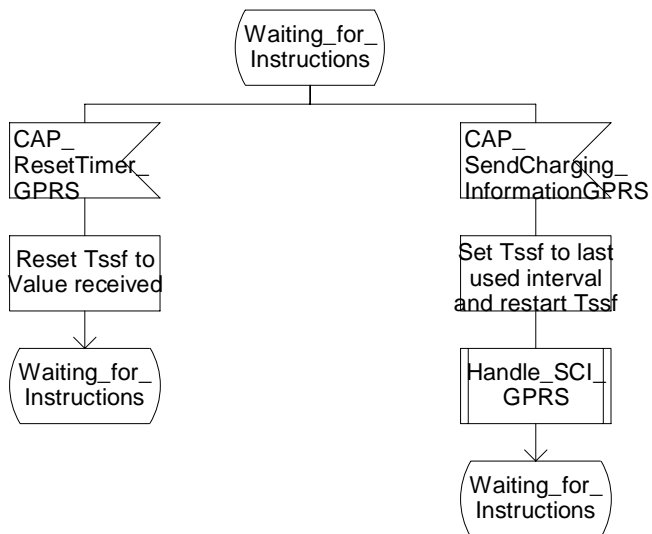 Waiting_for_
Instructions
CAP_
ResetTimer_
GPRS
CAP_
SendCharging_
InformationGPRS
Reset Tssf to
Value received
Set Tssf to last
used interval
and restart Tssf
Waiting_for_
Instructions
Handle_SCI_
GPRS
Waiting_for_
Instructions